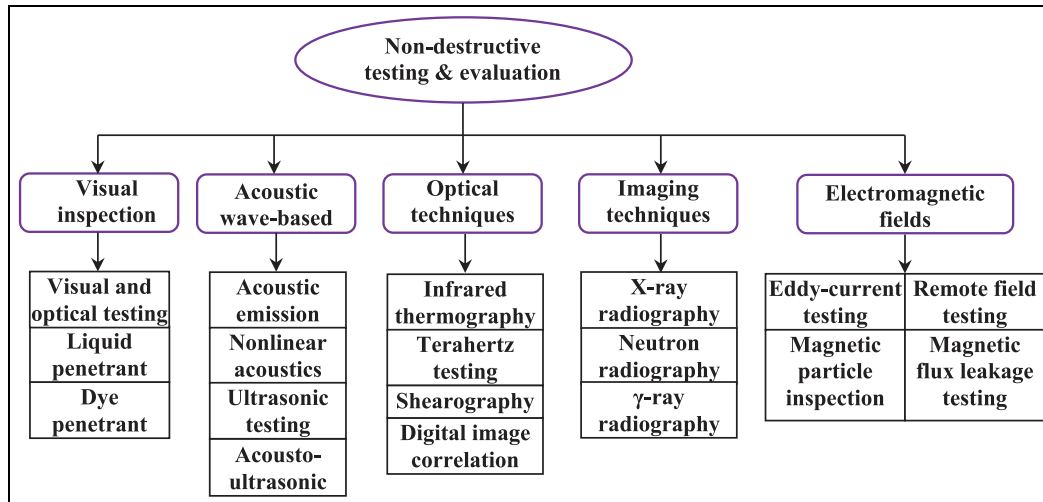 Non-destructive
testing & evaluation
Visual
inspection
Acoustic
wave-based
Optical
techniques
Imaging
techniques
Electromagnetic
fields
Visual and
optical testing
Liquid
penetrant
Dye
penetrant
Acoustic
emission
Nonlinear
acoustics
Ultrasonic
testing
Acousto-
ultrasonic
Infrared
thermography
Terahertz
testing
Shearography
Digital image
correlation
X-ray
radiography
Neutron
radiography
γ-ray
radiography
Eddy-current
testing
Remote field
testing
Magnetic
particle
inspection
Magnetic
flux leakage
testing